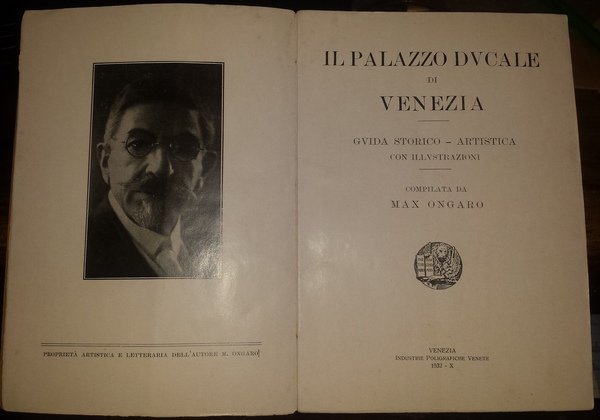 PROPRIETÀ ARTISTICA E LETTERARIA DELL'AUTORE M. ONGARO
IL PALAZZO DVCALE
DI
VENEZIA
GVIDA STORICO - ARTISTICA
CON ILLVSTRAZIONI
COMPILATA DA
MAX ONGARO
VENEZIA
INDUSTRIE POLIGRAFICHE VENETE
1932 - X